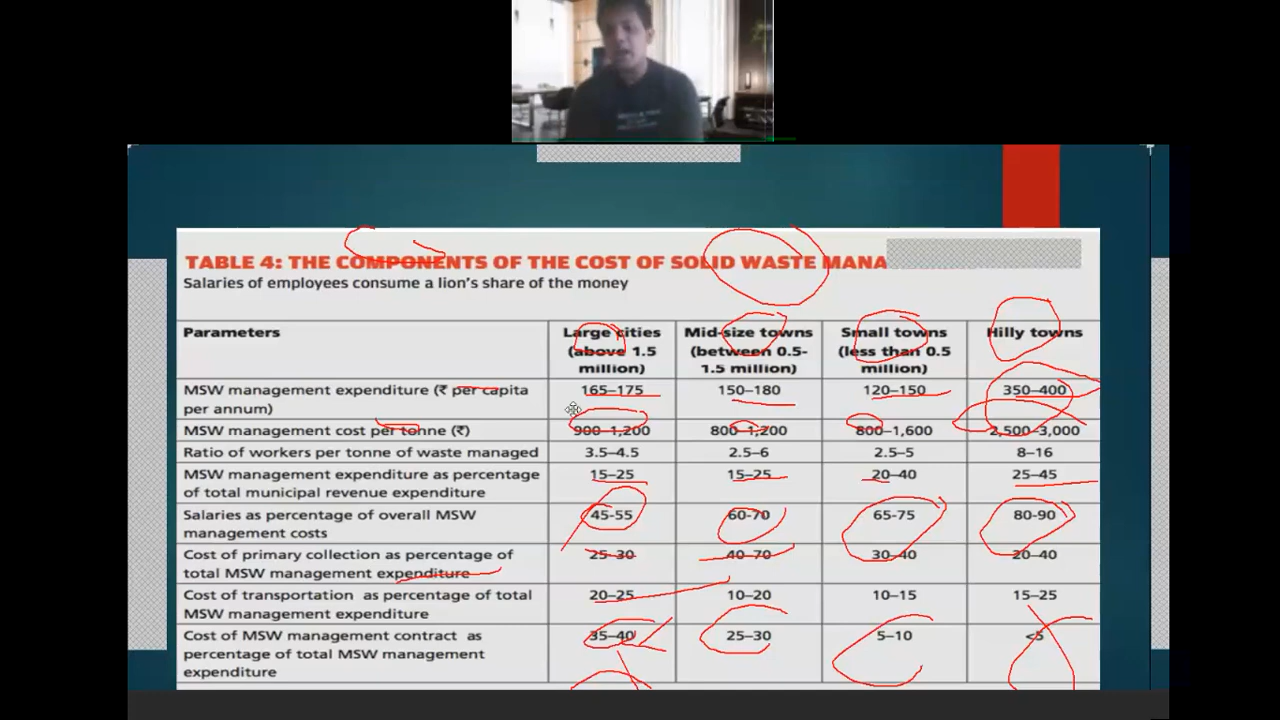 TABLE 4: THE COMPONENTS OF THE COST OF SOLID WASTE MANA
Salaries of employees consume a lion's share of the money
Parameters
Large cities
(above 1.5
million)
Mid-size towns
(between 0.5-
1.5 million)
Small towns
(less than 0.5
million)
Hilly towns
MSW management expenditure (₹ per capita
per annum)
165–175
150–180
120–150
350–400
MSW management cost per tonne (₹)
900–1,200
800–1,200
800–1,600
2,500–3,000
Ratio of workers per tonne of waste managed
3.5–4.5
2.5–6
2.5–5
8–16
MSW management expenditure as percentage
of total municipal revenue expenditure
15–25
15–25
20–40
25–45
Salaries as percentage of overall MSW
management costs
45-55
60-70
65-75
80-90
Cost of primary collection as percentage of
total MSW management expenditure
25–30
40–70
30–40
20–40
Cost of transportation as percentage of total
MSW management expenditure
20–25
10–20
10–15
15–25
Cost of MSW management contract as
percentage of total MSW management
expenditure
35–40
25–30
5–10
<5